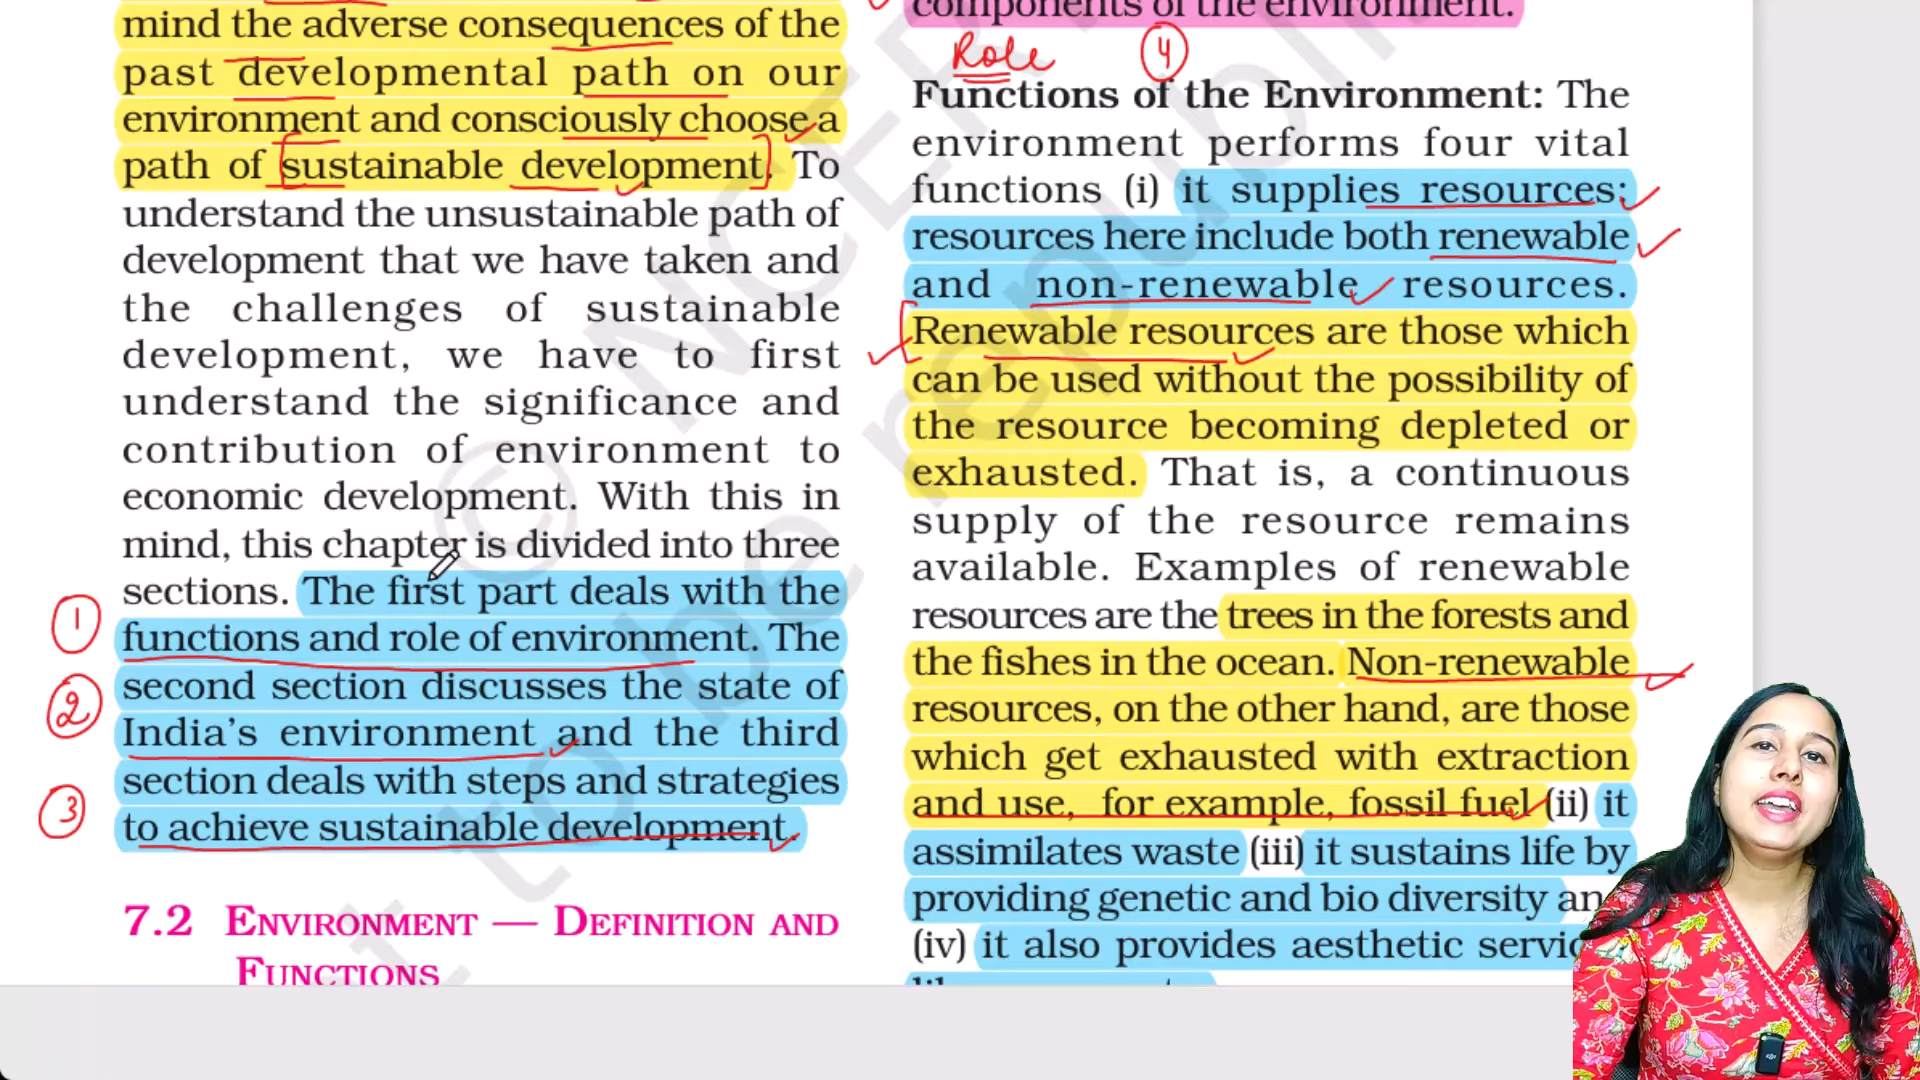 mind the adverse consequences of the
past developmental path on our
environment and consciously choose a
path of sustainable development. To
understand the unsustainable path of
development that we have taken and
the challenges of sustainable
development, we have to first
understand the significance and
contribution of environment to
economic development. With this in
mind, this chapter is divided into three
sections. The first part deals with the
1
functions and role of environment. The
2
second section discusses the state of
India's environment and the third
section deals with steps and strategies
3
to achieve sustainable development.
7.2 ENVIRONMENT — DEFINITION AND
FUNCTIONS
components of the environment.
Role 4
Functions of the Environment: The
environment performs four vital
functions (i) it supplies resources;
resources here include both renewable
and non-renewable resources.
Renewable resources are those which
can be used without the possibility of
the resource becoming depleted or
exhausted. That is, a continuous
supply of the resource remains
available. Examples of renewable
resources are the trees in the forests and
the fishes in the ocean. Non-renewable
resources, on the other hand, are those
which get exhausted with extraction
and use, for example, fossil fuel (ii) it
assimilates waste (iii) it sustains life by
providing genetic and bio diversity
(iv) it also provides aesthetic